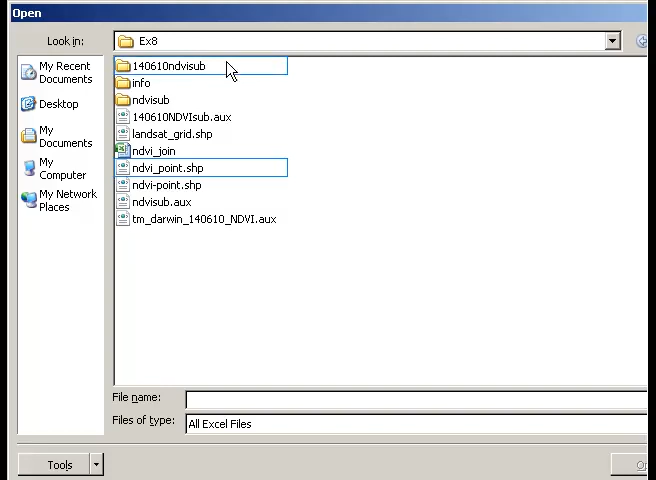 Open
Look in:
Ex8
My Recent
Documents
Desktop
My
Documents
My
Computer
My Network
Places
140610ndvisub
info
ndvisub
140610NDVIsub.aux
landsat_grid.shp
ndvi_join
ndvi_point.shp
ndvi-point.shp
ndvisub.aux
tm_darwin_140610_NDVI.aux
File name:
Files of type:
All Excel Files
Tools